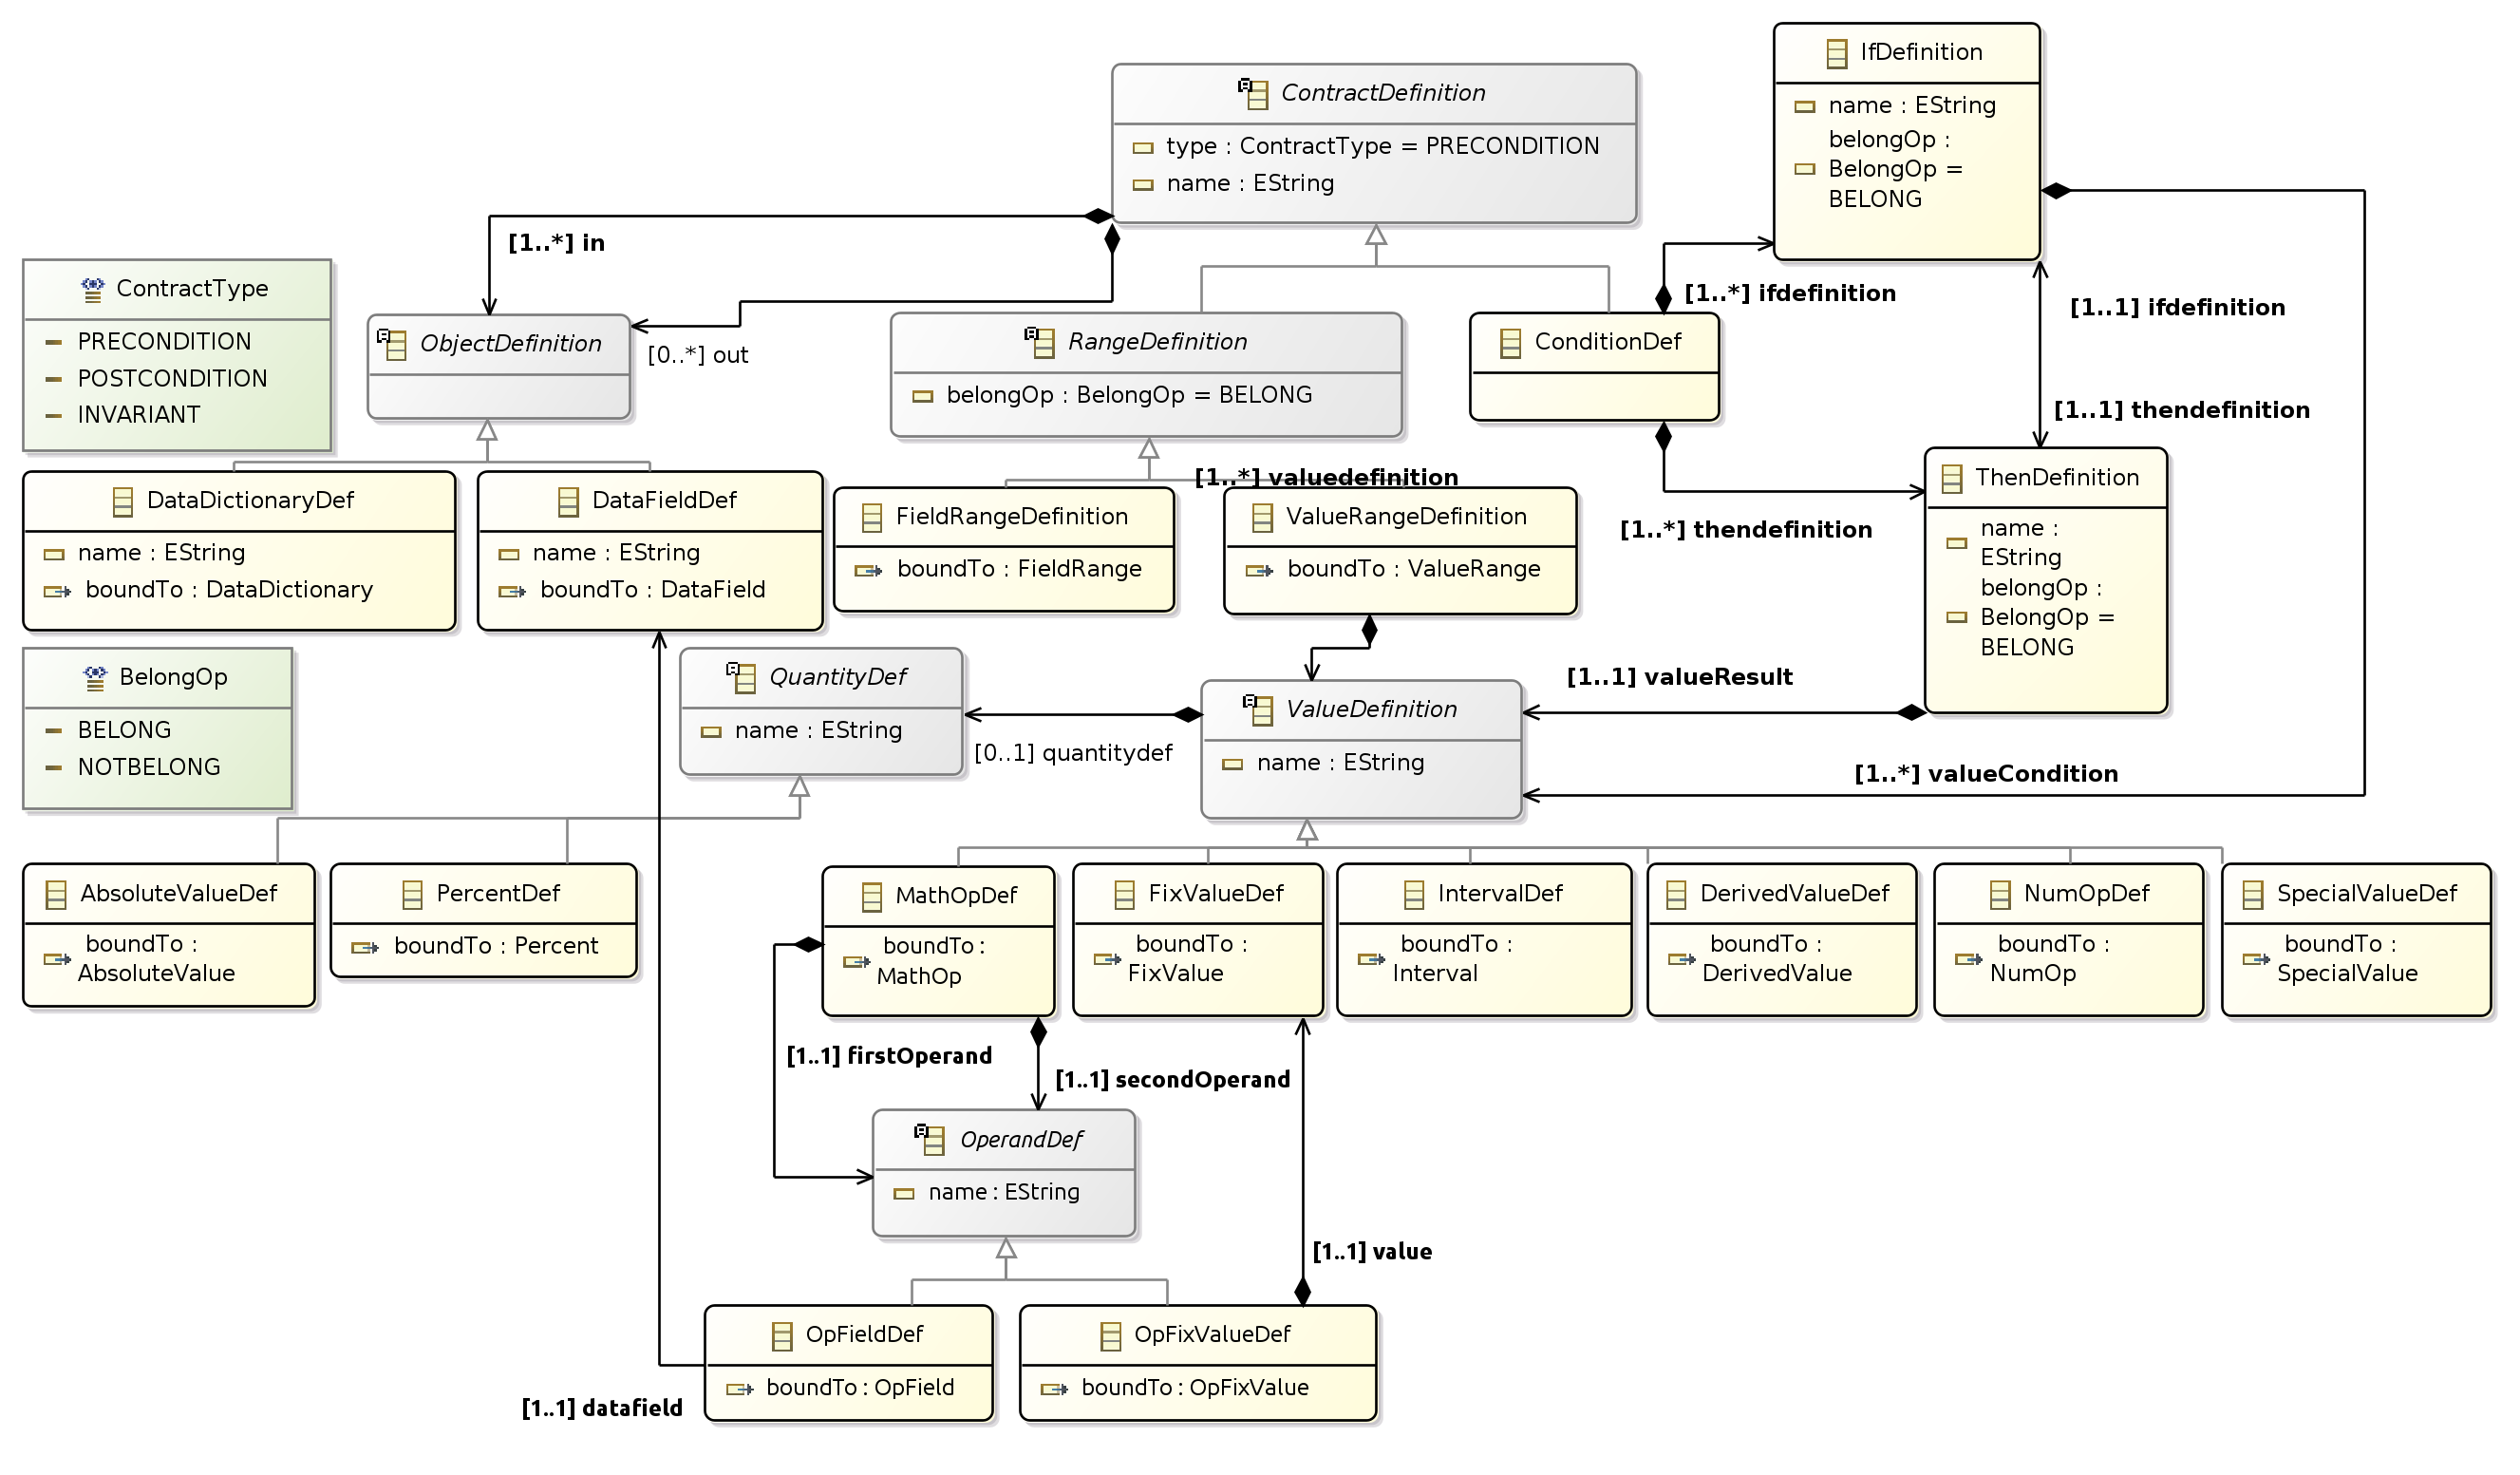 IfDefinition
name : EString
belongOp :
BelongOp =
BELONG
ContractDefinition
type : ContractType = PRECONDITION
name : EString
[1..*] in
[0..*] out
[1..*] ifdefinition
[1..1] ifdefinition
[1..1] thendefinition
ContractType
PRECONDITION
POSTCONDITION
INVARIANT
ObjectDefinition
RangeDefinition
belongOp : BelongOp = BELONG
ConditionDef
[1..*] valuedefinition
[1..*] thendefinition
ThenDefinition
name :
EString
belongOp :
BelongOp =
BELONG
DataDictionaryDef
name : EString
boundTo : DataDictionary
DataFieldDef
name : EString
boundTo : DataField
FieldRangeDefinition
boundTo : FieldRange
ValueRangeDefinition
boundTo : ValueRange
BelongOp
BELONG
NOTBELONG
QuantityDef
name : EString
[0..1] quantitydef
ValueDefinition
name : EString
[1..1] valueResult
[1..*] valueCondition
AbsoluteValueDef
boundTo :
AbsoluteValue
PercentDef
boundTo : Percent
MathOpDef
boundTo :
MathOp
FixValueDef
boundTo :
FixValue
IntervalDef
boundTo :
Interval
DerivedValueDef
boundTo :
DerivedValue
NumOpDef
boundTo :
NumOp
SpecialValueDef
boundTo :
SpecialValue
[1..1] firstOperand
[1..1] secondOperand
OperandDef
name : EString
[1..1] value
OpFieldDef
boundTo : OpField
OpFixValueDef
boundTo : OpFixValue
[1..1] datafield